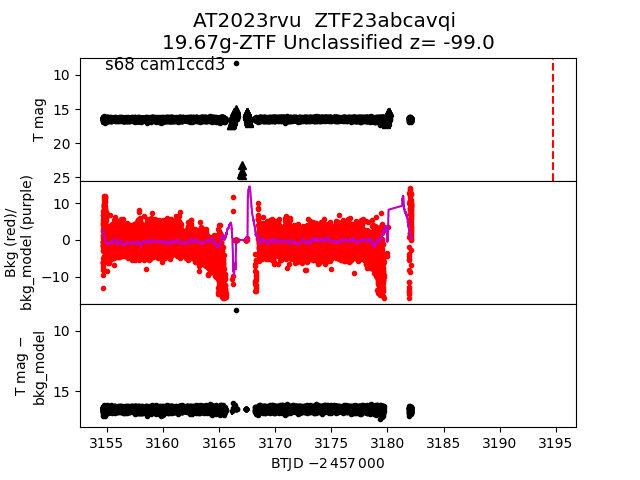 AT2023rvu  ZTF23abcavqi
19.67g-ZTF Unclassified z= -99.0
s68 cam1ccd3
T mag
10
15
20
25
Bkg (red)/
bkg_model (purple)
10
0
−10
T mag −
bkg_model
10
15
3155 3160 3165 3170 3175 3180 3185 3190 3195
BTJD −2 457 000